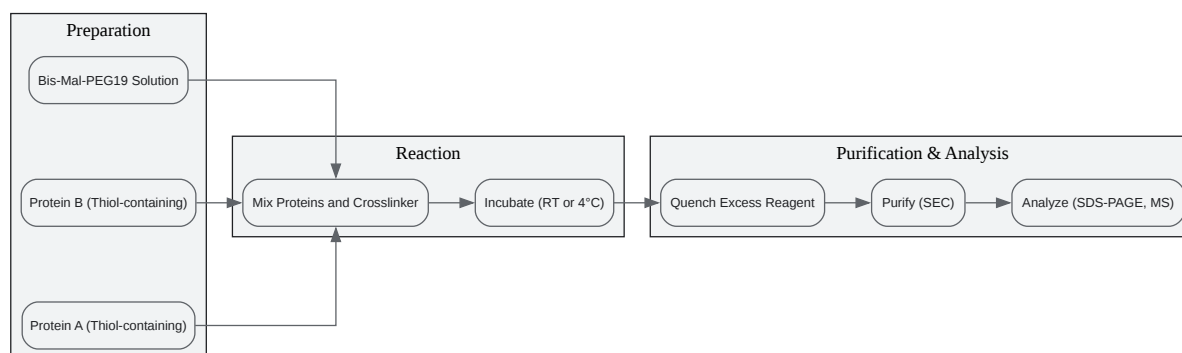 Preparation
Bis-Mal-PEG19 Solution
Protein B (Thiol-containing)
Protein A (Thiol-containing)
Reaction
Mix Proteins and Crosslinker
Incubate (RT or 4°C)
Purification & Analysis
Quench Excess Reagent
Purify (SEC)
Analyze (SDS-PAGE, MS)